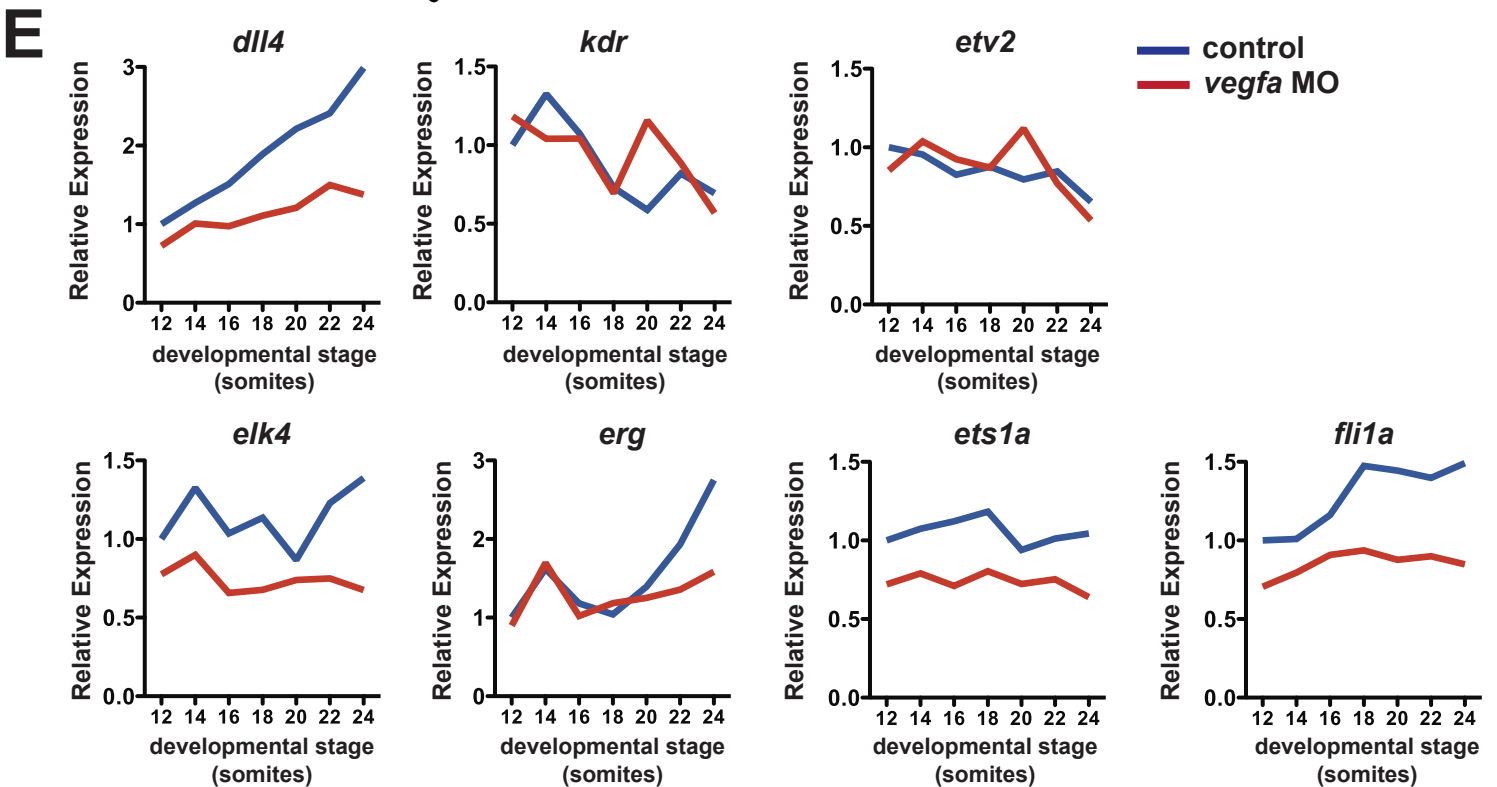 E
dll4
kdr
etv2
control
vegfa MO
Relative Expression
3
2
1
0
12 14 16 18 20 22 24
developmental stage
(somites)
Relative Expression
1.5
1.0
0.5
0.0
12 14 16 18 20 22 24
developmental stage
(somites)
Relative Expression
1.5
1.0
0.5
0.0
12 14 16 18 20 22 24
developmental stage
(somites)
elk4
erg
ets1a
fli1a
Relative Expression
1.5
1.0
0.5
0.0
12 14 16 18 20 22 24
developmental stage
(somites)
Relative Expression
3
2
1
0
12 14 16 18 20 22 24
developmental stage
(somites)
Relative Expression
1.5
1.0
0.5
0.0
12 14 16 18 20 22 24
developmental stage
(somites)
Relative Expression
1.5
1.0
0.5
0.0
12 14 16 18 20 22 24
developmental stage
(somites)